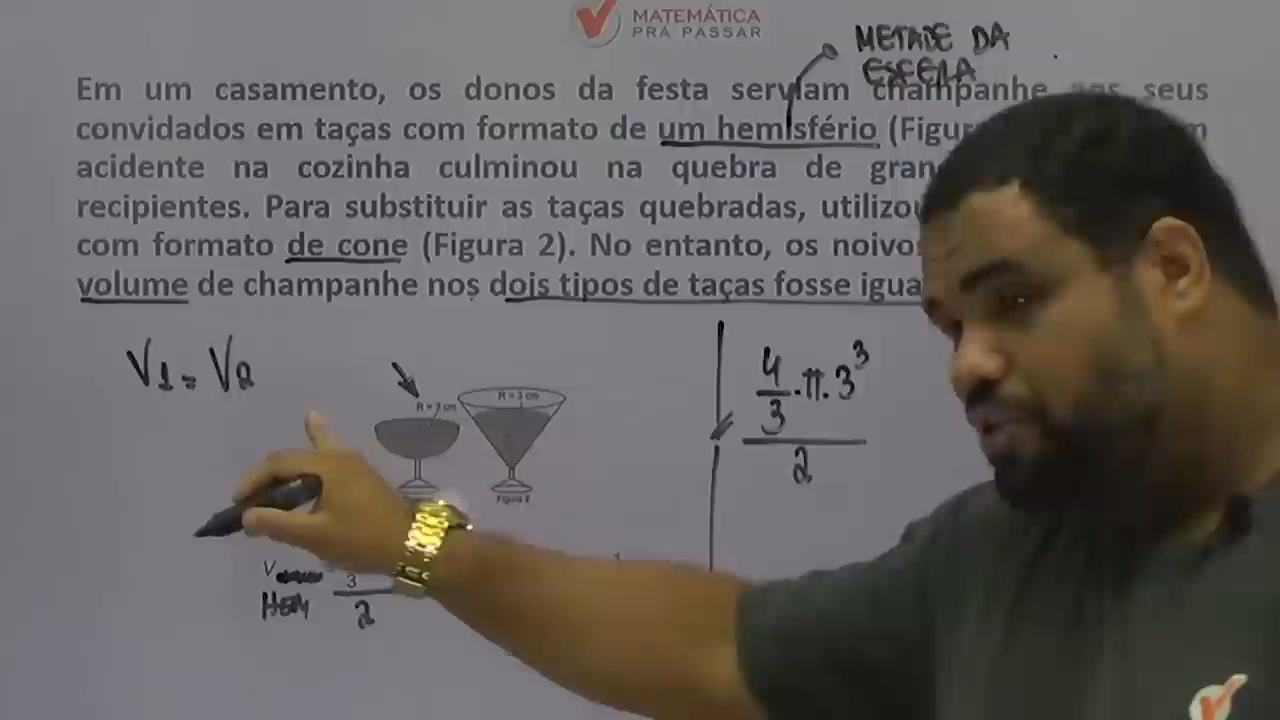 MATEMÁTICA
PRA PASSAR
METADE DA
ESFERA
Em um casamento, os donos da festa serviam champanhe aos seus
convidados em taças com formato de um hemisfério (Figur
acidente na cozinha culminou na quebra de gran
recipientes. Para substituir as taças quebradas, utilizou
com formato de cone (Figura 2). No entanto, os noivos
volume de champanhe nos dois tipos de taças fosse igua
V1 = V2
R = 3 cm
R = 3 cm
Figura 2
4/3 . π . 3³
2
V
3
HEM
2